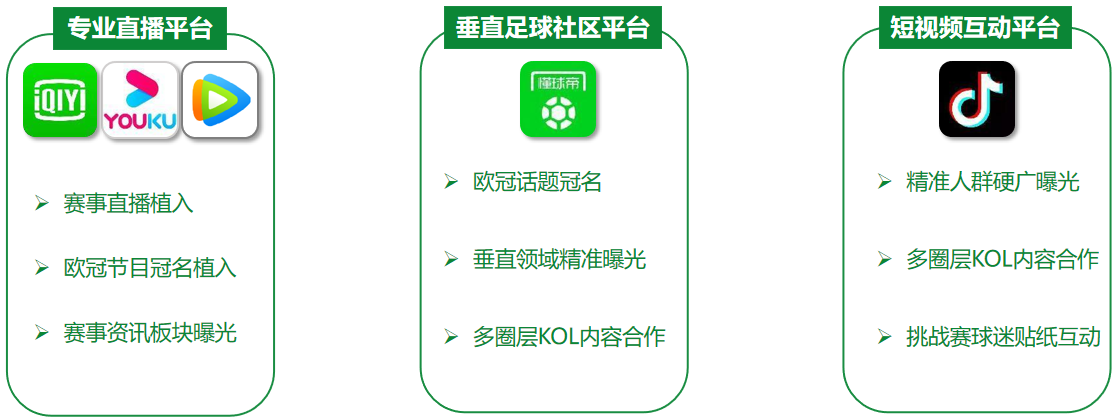 专业直播平台
iQIYI
YOUKU
赛事直播植入
欧冠节目冠名植入
赛事资讯板块曝光
垂直足球社区平台
懂球帝
欧冠话题冠名
垂直领域精准曝光
多圈层KOL内容合作
短视频互动平台
精准人群硬广曝光
多圈层KOL内容合作
挑战赛球迷贴纸互动